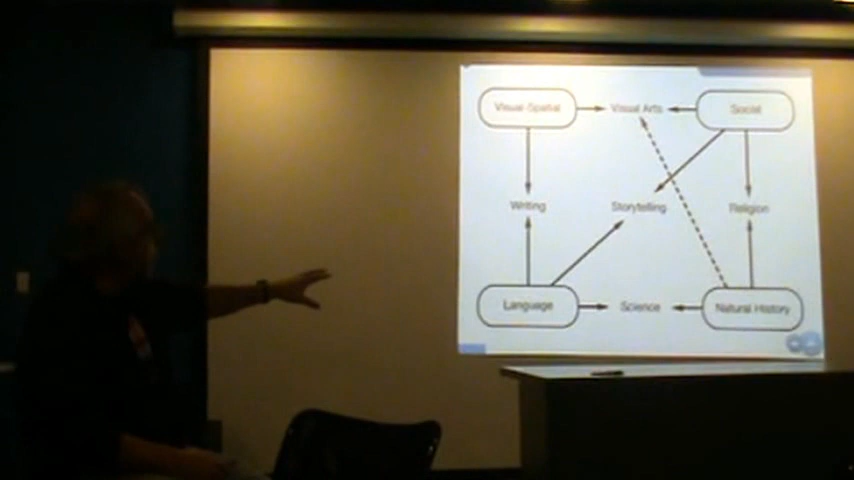 Visual-Spatial
Visual Arts
Social
Writing
Storytelling
Religion
Language
Science
Natural History